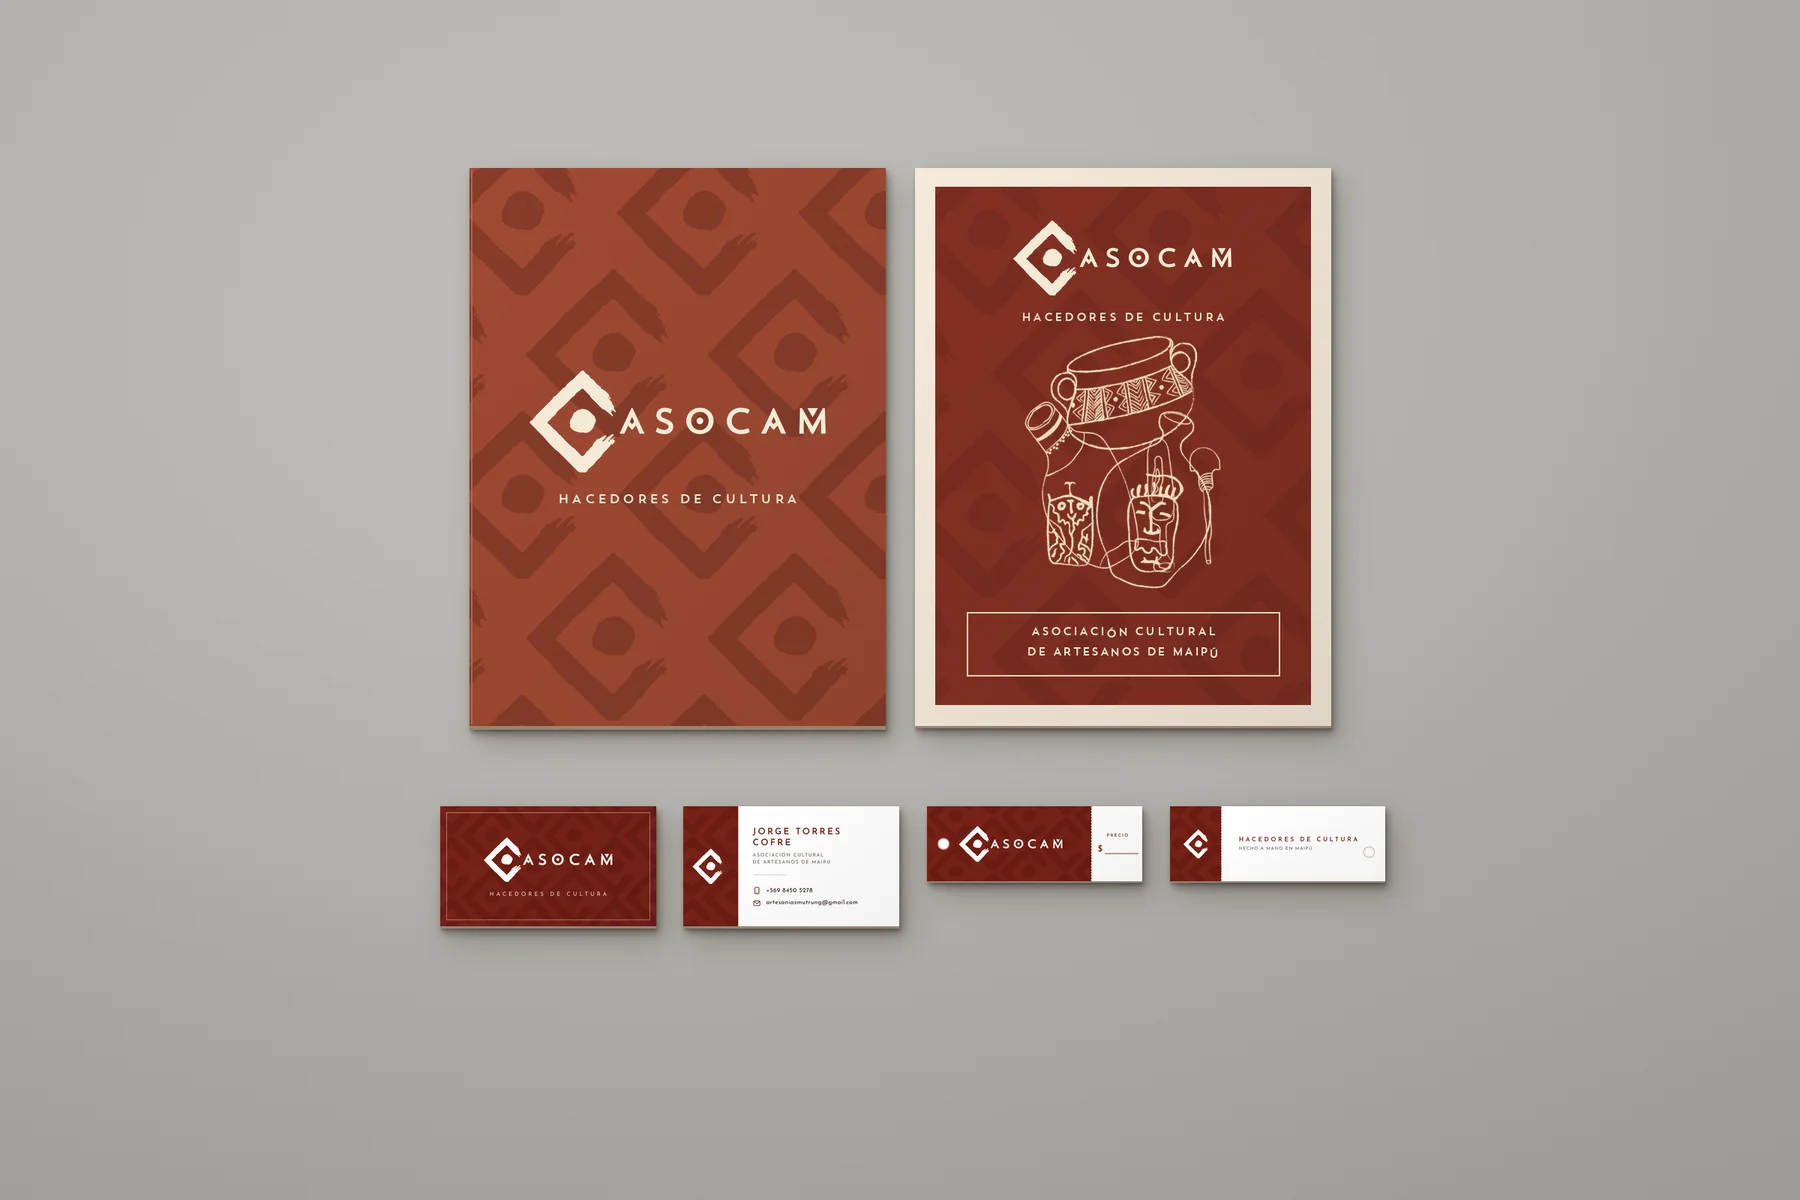 ASOCAM
HACEDORES DE CULTURA
ASOCAM
HACEDORES DE CULTURA
ASOCIACIÓN CULTURAL
DE ARTESANOS DE MAIPÚ
ASOCAM
HACEDORES DE CULTURA
JORGE TORRES
COFRE
ASOCIACIÓN CULTURAL
DE ARTESANOS DE MAIPÚ
+569 8450 5278
artesaniasmutrung@gmail.com
ASOCAM
PRECIO
$
HACEDORES DE CULTURA
HECHO A MANO EN MAIPÚ